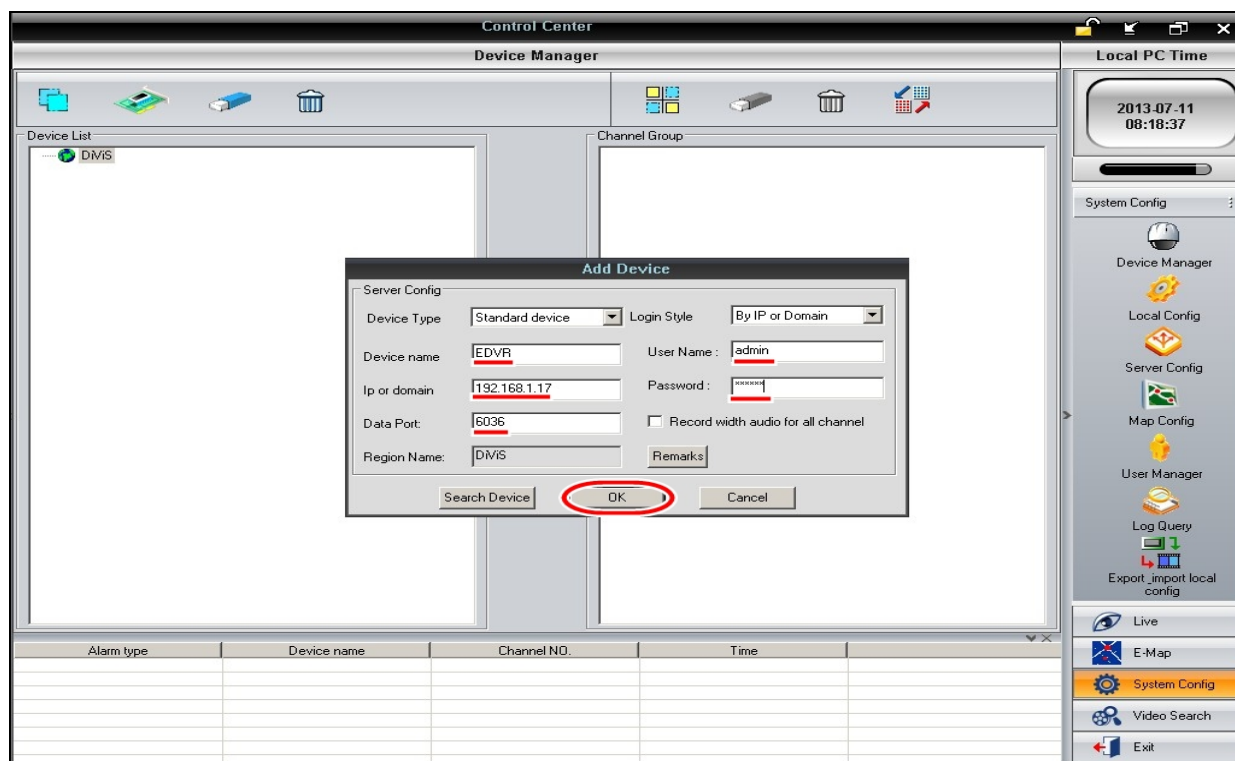 Control Center
Device Manager
Local PC Time
2013-07-11
08:18:37
Device List
DiViS
Channel Group
System Config
Device Manager
Local Config
Server Config
Map Config
User Manager
Log Query
Export_import local
config
Add Device
Server Config
Device Type
Standard device
Login Style
By IP or Domain
Device name
EDVR
User Name :
admin
Ip or domain
192.168.1.17
Password :
******
Data Port:
6036
Record width audio for all channel
Region Name:
DiViS
Remarks
Search Device
OK
Cancel
Alarm type
Device name
Channel NO.
Time
Live
E-Map
System Config
Video Search
Exit